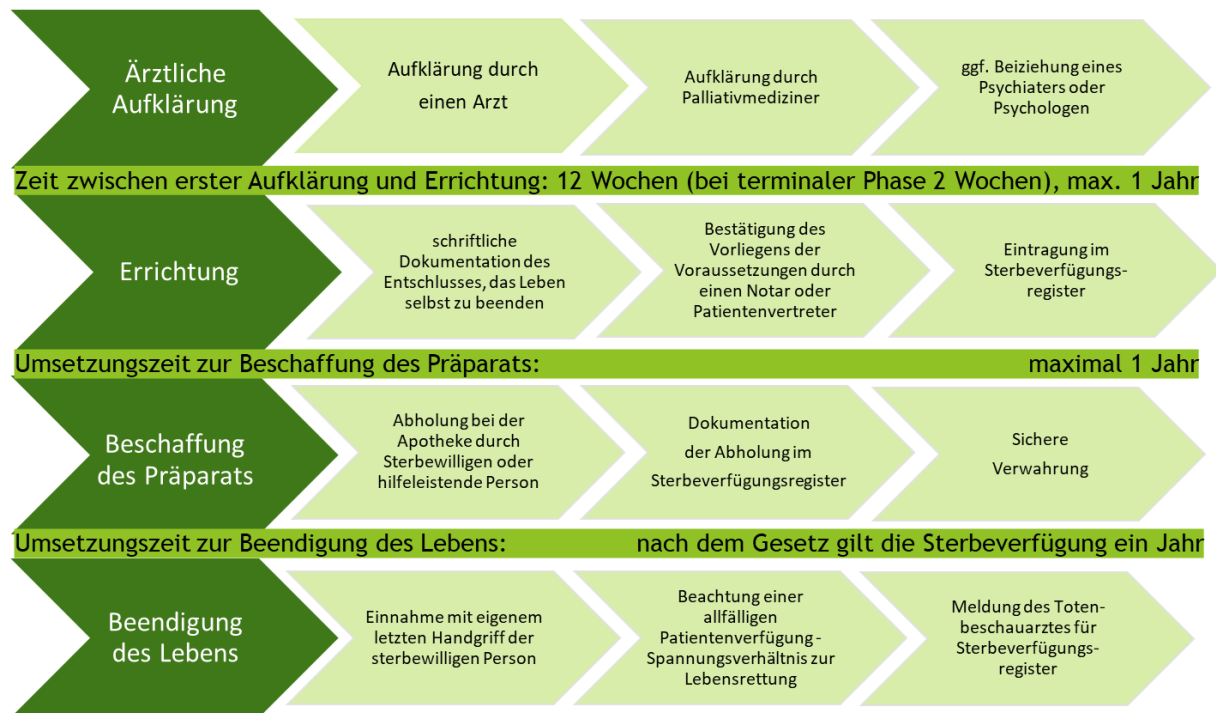 Ärztliche
Aufklärung
Aufklärung durch
einen Arzt
Aufklärung durch
Palliativmediziner
ggf. Beiziehung eines
Psychiaters oder
Psychologen
Zeit zwischen erster Aufklärung und Errichtung: 12 Wochen (bei terminaler Phase 2 Wochen), max. 1 Jahr
Errichtung
schriftliche
Dokumentation des
Entschlusses, das Leben
selbst zu beenden
Bestätigung des
Vorliegens der
Voraussetzungen durch
einen Notar oder
Patientenvertreter
Eintragung im
Sterbeverfügungs-
register
Umsetzungszeit zur Beschaffung des Präparats: maximal 1 Jahr
Beschaffung
des Präparats
Abholung bei der
Apotheke durch
Sterbewilligen oder
hilfeleistende Person
Dokumentation
der Abholung im
Sterbeverfügungsregister
Sichere
Verwahrung
Umsetzungszeit zur Beendigung des Lebens: nach dem Gesetz gilt die Sterbeverfügung ein Jahr
Beendigung
des Lebens
Einnahme mit eigenem
letzten Handgriff der
sterbewilligen Person
Beachtung einer
allfälligen
Patientenverfügung -
Spannungsverhältnis zur
Lebensrettung
Meldung des Toten-
beschauarztes für
Sterbeverfügungs-
register